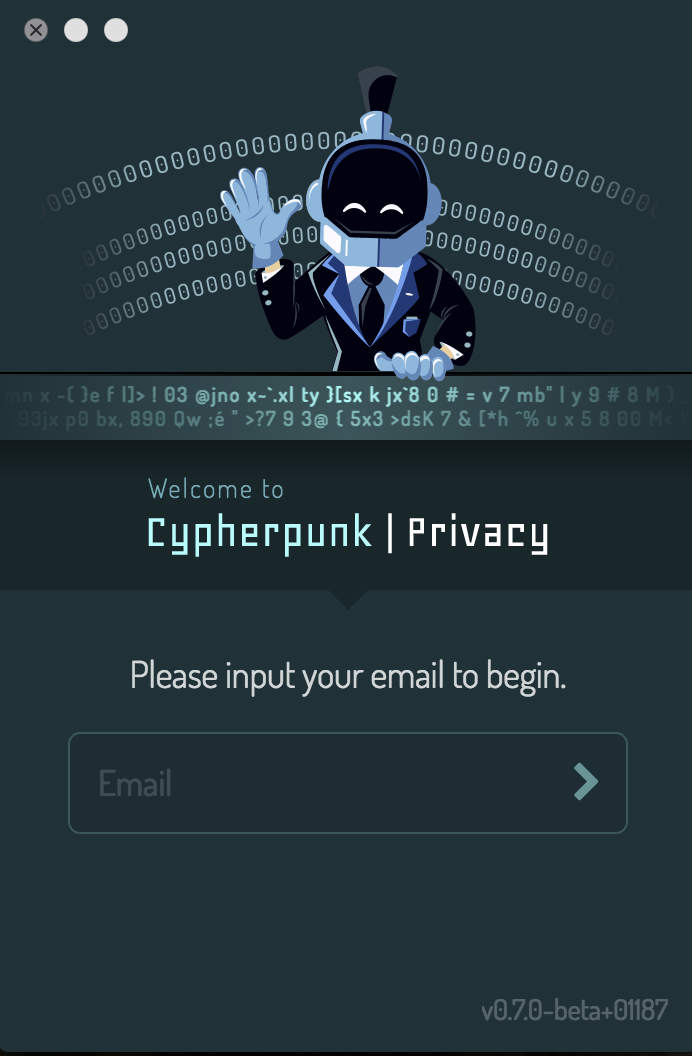 mn x -( }e f l]> ! 03 @jno x~`.xl ty }[sx k jx`8 0 # = v 7 mb" | y 9 # 8 M }
93jx p0 bx, 890 Qw ;é " >?7 9 3@ { 5x3 >dsK 7 & [*h ^% u x 5 8 00 M<
Welcome to
Cypherpunk | Privacy
Please input your email to begin.
Email
v0.7.0-beta+01187